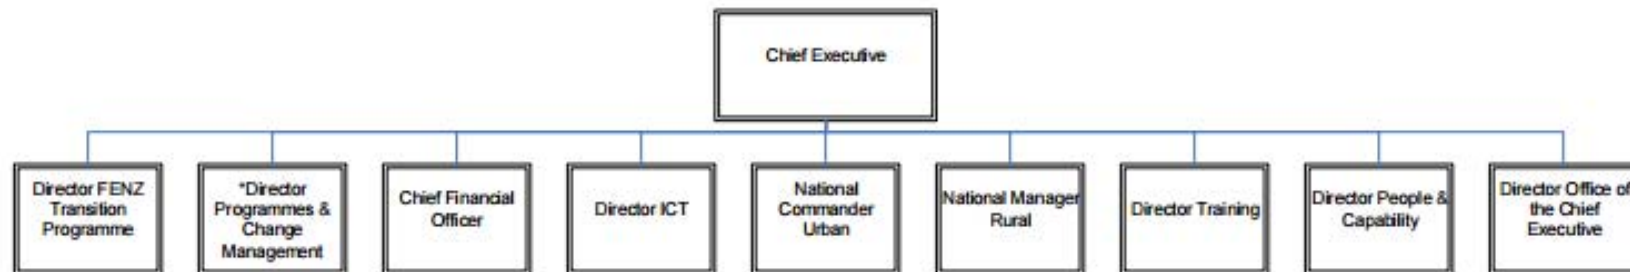 Chief Executive
Director FENZ
Transition
Programme
*Director
Programmes &
Change
Management
Chief Financial
Officer
Director ICT
National
Commander
Urban
National Manager
Rural
Director Training
Director People &
Capability
Director Office of
the Chief
Executive